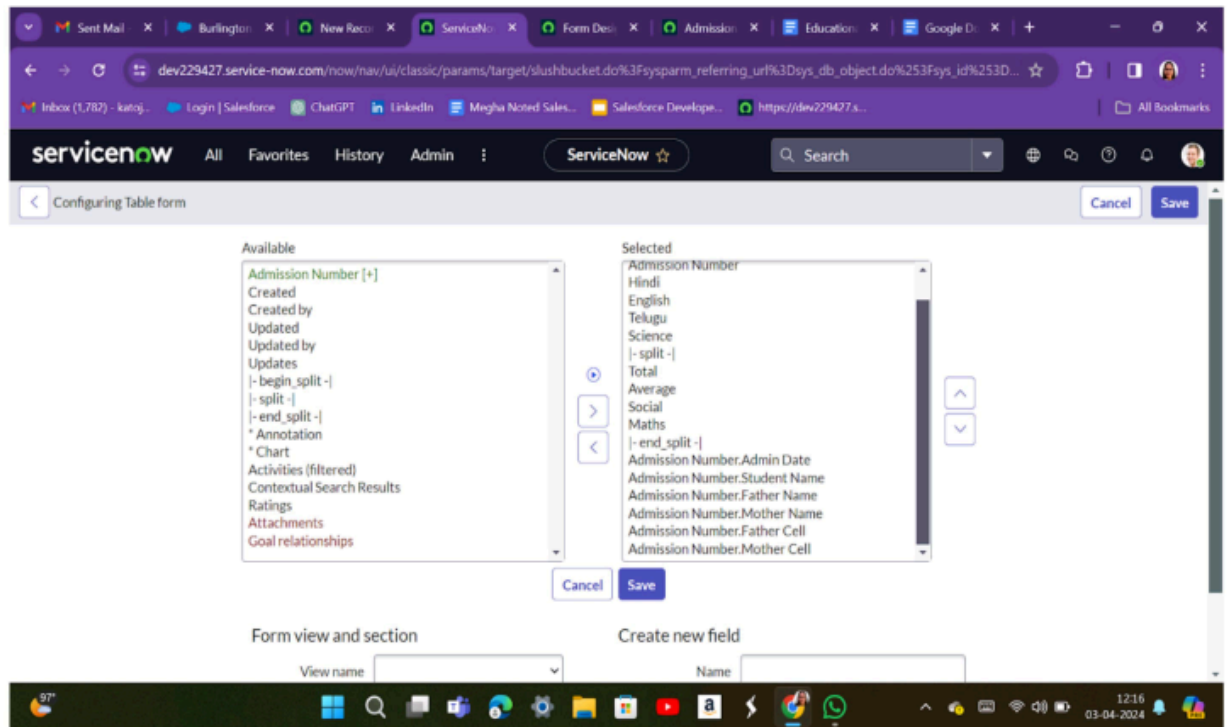 Sent Mail
Burlington
New Reco
ServiceNo
Form Desi
Admission
Education
Google Do
dev229427.service-now.com/now/nav/ui/classic/params/target/slushbucket.do%3Fsysparm_referring_url%3Dsys_db_object.do%253Fsys_id%253D...
Inbox (1,782) - katoj...
Login | Salesforce
ChatGPT
in LinkedIn
Megha Noted Sales...
Salesforce Develope...
https://dev229427.s...
All Bookmarks
servicenow
All
Favorites
History
Admin
ServiceNow
Search
Configuring Table form
Cancel
Save
Available
Admission Number [+]
Created
Created by
Updated
Updated by
Updates
|- begin_split -|
|- split -|
|- end_split -|
* Annotation
* Chart
Activities (filtered)
Contextual Search Results
Ratings
Attachments
Goal relationships
Selected
Admission Number
Hindi
English
Telugu
Science
|- split -|
Total
Average
Social
Maths
|- end_split -|
Admission Number.Admin Date
Admission Number.Student Name
Admission Number.Father Name
Admission Number.Mother Name
Admission Number.Father Cell
Admission Number.Mother Cell
Cancel
Save
Form view and section
View name
Create new field
Name
97°
12:16
03-04-2024